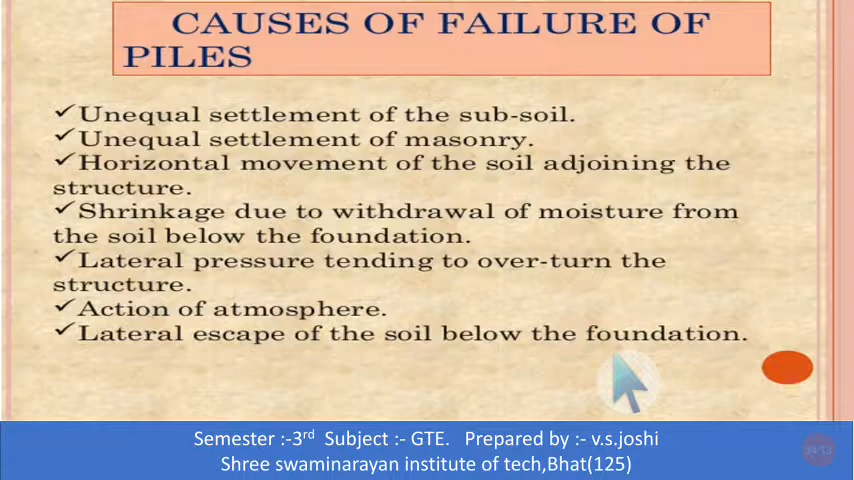 CAUSES OF FAILURE OF
PILES
✓Unequal settlement of the sub-soil.
✓Unequal settlement of masonry.
✓Horizontal movement of the soil adjoining the
structure.
✓Shrinkage due to withdrawal of moisture from
the soil below the foundation.
✓Lateral pressure tending to over-turn the
structure.
✓Action of atmosphere.
✓Lateral escape of the soil below the foundation.
Semester :-3rd Subject :- GTE. Prepared by :- v.s.joshi
Shree swaminarayan institute of tech,Bhat(125)